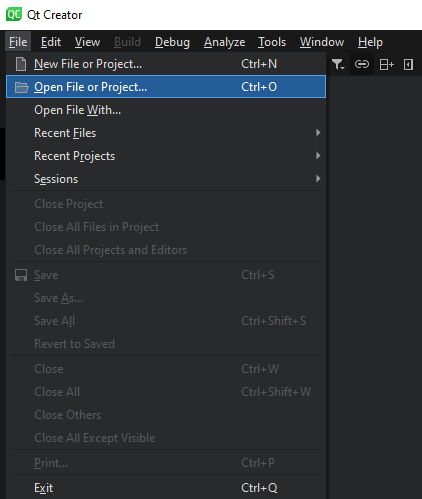 QC Qt Creator
File Edit View Build Debug Analyze Tools Window Help
New File or Project... Ctrl+N
Open File or Project... Ctrl+O
Open File With...
Recent Files
Recent Projects
Sessions
Close Project
Close All Files in Project
Close All Projects and Editors
Save Ctrl+S
Save As...
Save All Ctrl+Shift+S
Revert to Saved
Close Ctrl+W
Close All Ctrl+Shift+W
Close Others
Close All Except Visible
Print... Ctrl+P
Exit Ctrl+Q